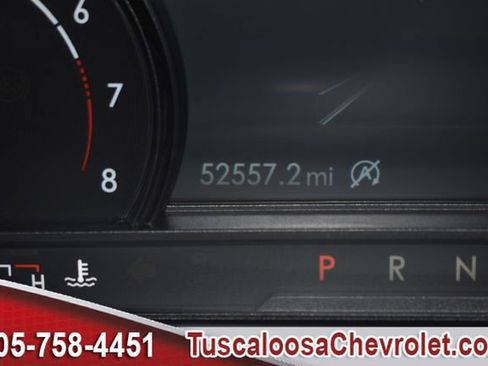 6
7
8
52557.2 mi
H
P R N
05-758-4451 TuscaloosaChevrolet.co